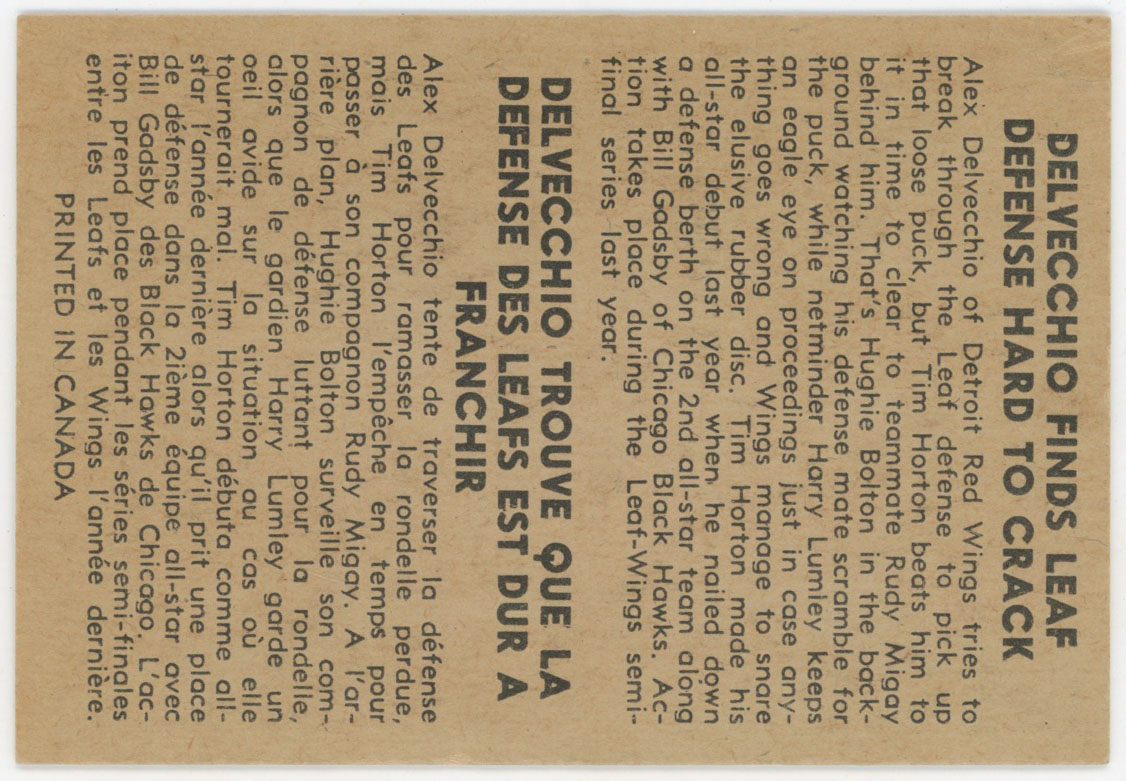 DELVECCHIO FINDS LEAF
DEFENSE HARD TO CRACK
Alex Delvecchio of Detroit Red Wings tries to
break through the Leaf defense to pick up
that loose puck, but Tim Horton beats him to
it in time to clear to teammate Rudy Migay
behind him. That's Hughie Bolton in the back-
ground watching his defense mate scramble for
the puck, while netminder Harry Lumley keeps
an eagle eye on proceedings just in case any-
thing goes wrong and Wings manage to snare
the elusive rubber disc. Tim Horton made his
all-star debut last year when he nailed down
a defense berth on the 2nd all-star team along
with Bill Gadsby of Chicago Black Hawks. Ac-
tion takes place during the Leaf-Wings semi-
final series last year.
DELVECCHIO TROUVE QUE LA
DEFENSE DES LEAFS EST DUR A
FRANCHIR
Alex Delvecchio tente de traverser la défense
des Leafs pour ramasser la rondelle perdue,
mais Tim Horton l'empêche en temps pour
passer à son compagnon Rudy Migay. A l'ar-
rière plan, Hughie Bolton surveille son com-
pagnon de défense luttant pour la rondelle,
alors que le gardien Harry Lumley garde un
oeil avide sur la situation au cas où elle
tournerait mal. Tim Horton débuta comme all-
star l'année dernière alors qu'il prit une place
de défense dans la 2ième équipe all-star avec
Bill Gadsby des Black Hawks de Chicago. L'ac-
iton prend place pendant les séries semi-finales
entre les Leafs et les Wings l'année dernière.
PRINTED IN CANADA